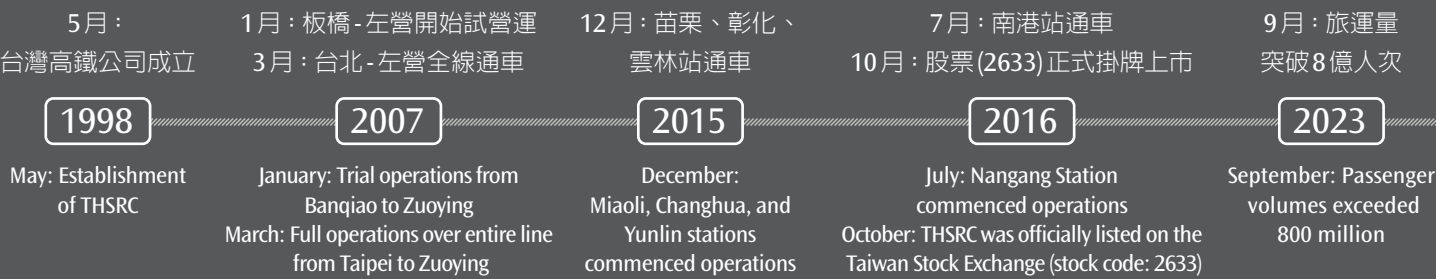 5月：
台灣高鐵公司成立
1998
May: Establishment
of THSRC
1月：板橋-左營開始試營運
3月：台北-左營全線通車
2007
January: Trial operations from
Banqiao to Zuoying
March: Full operations over entire line
from Taipei to Zuoying
12月：苗栗、彰化、
雲林站通車
2015
December:
Miaoli, Changhua, and
Yunlin stations
commenced operations
7月：南港站通車
10月：股票(2633)正式掛牌上市
2016
July: Nangang Station
commenced operations
October: THSRC was officially listed on the
Taiwan Stock Exchange (stock code: 2633)
9月：旅運量
突破8億人次
2023
September: Passenger
volumes exceeded
800 million